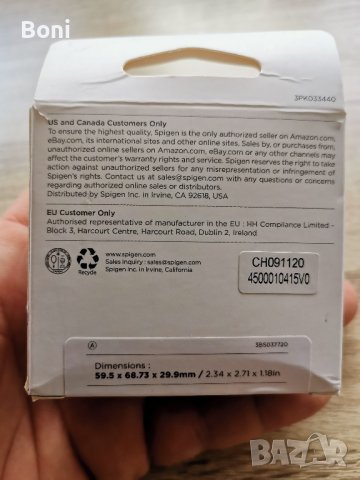 Boni
3PK033440
US and Canada Customers Only
To ensure the highest quality, Spigen is the only authorized seller on Amazon.com,
eBay.com, its international sites and other online sites. Sales by, or purchases from,
unauthorized online sellers on Amazon.com, eBay.com or any other channels may
affect the customer's warranty rights and service. Spigen reserves the right to take
action against unauthorized sellers for any misrepresentation or infringement of
Spigen's rights. Contact us at sales@spigen.com with any questions or concerns
regarding authorized online sales or distributors.
Distributed by Spigen Inc. in Irvine, CA 92618, USA
EU Customer Only
Authorised representative of manufacturer in the EU : HH Compliance Limited -
Block 3, Harcourt Centre, Harcourt Road, Dublin 2, Ireland
Recycle
www.spigen.com
Sales Inquiry : sales@spigen.com
Spigen Inc. in Irvine, California
CH091120
4500010415V0
A
3BS037720
Dimensions :
59.5 x 68.73 x 29.9mm / 2.34 x 2.71 x 1.18in
BAZAR
bg